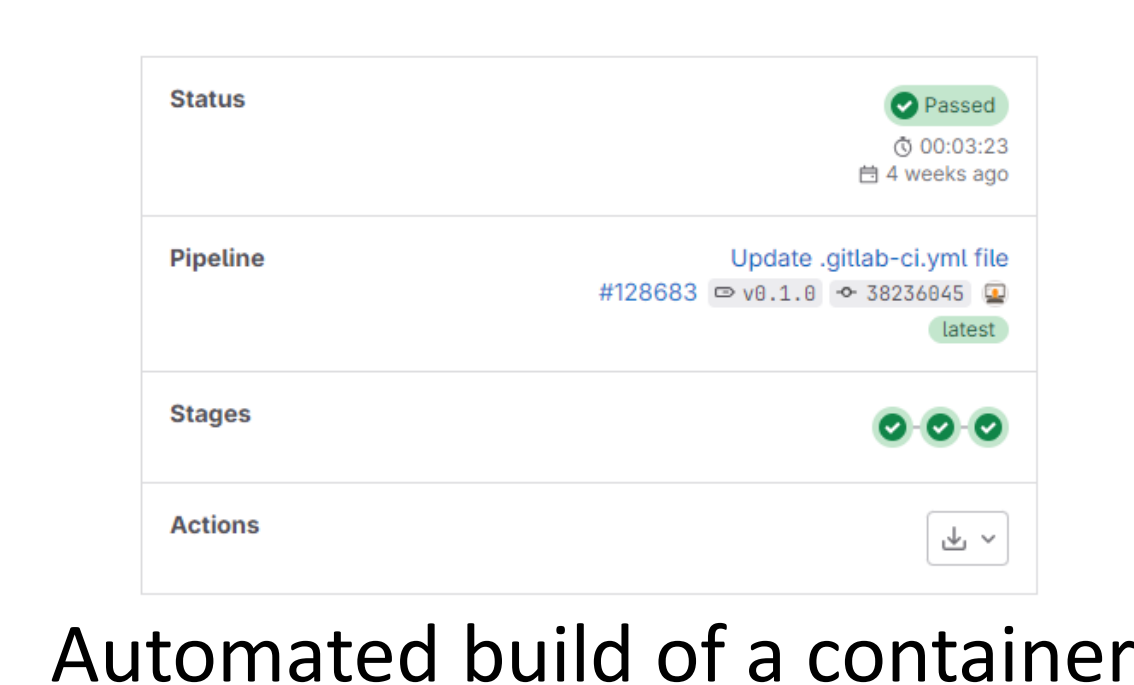 Status
Passed
00:03:23
4 weeks ago
Pipeline
Update .gitlab-ci.yml file
#128683 v0.1.0 38236045
latest
Stages
Actions
Automated build of a container